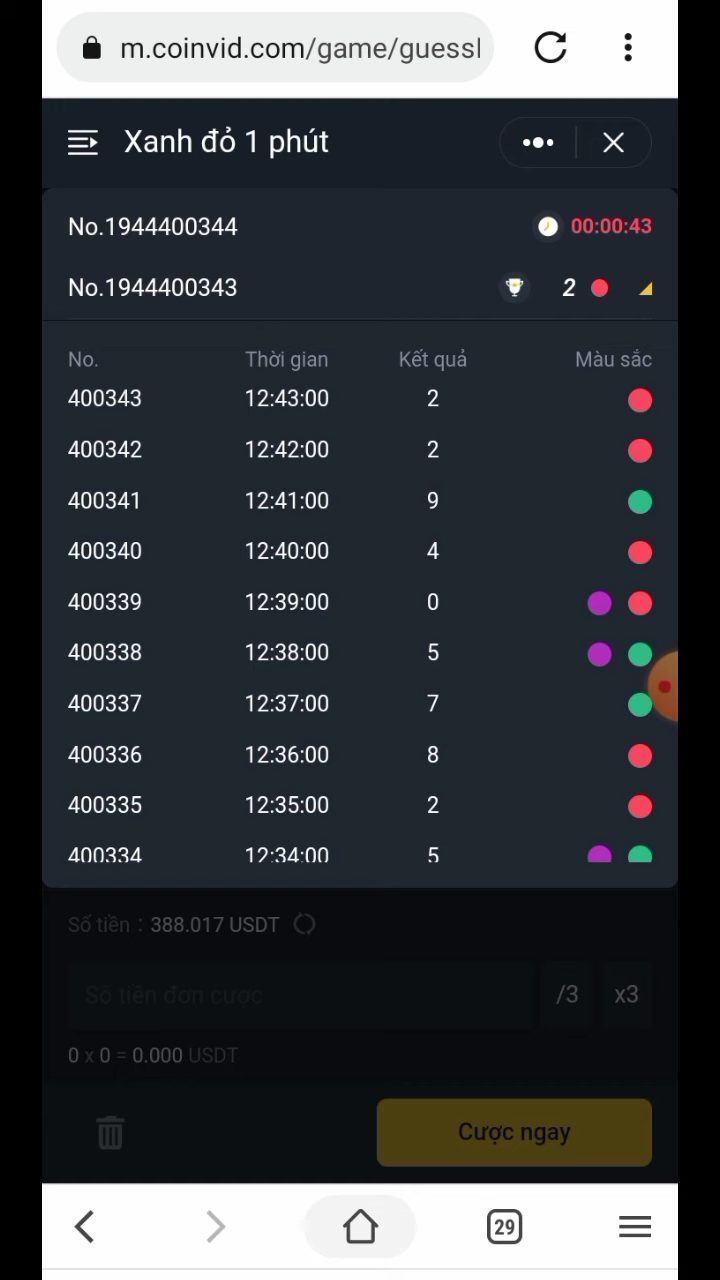 m.coinvid.com/game/guessl
Xanh đỏ 1 phút
No.1944400344 00:00:43
No.1944400343 2
No. Thời gian Kết quả Màu sắc
400343 12:43:00 2
400342 12:42:00 2
400341 12:41:00 9
400340 12:40:00 4
400339 12:39:00 0
400338 12:38:00 5
400337 12:37:00 7
400336 12:36:00 8
400335 12:35:00 2
400334 12:34:00 5
Số tiền : 388.017 USDT
Số tiền đơn cược /3 x3
0 x 0 = 0.000 USDT
Cược ngay
29